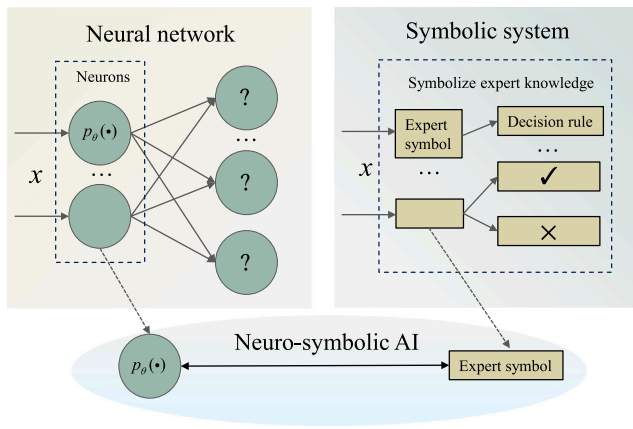 Neural network
Neurons
x
pθ(•)
...
?
...
?
?
Symbolic system
Symbolize expert knowledge
x
Expert
symbol
...
Decision rule
...
✓
×
Neuro-symbolic AI
pθ(•)
Expert symbol